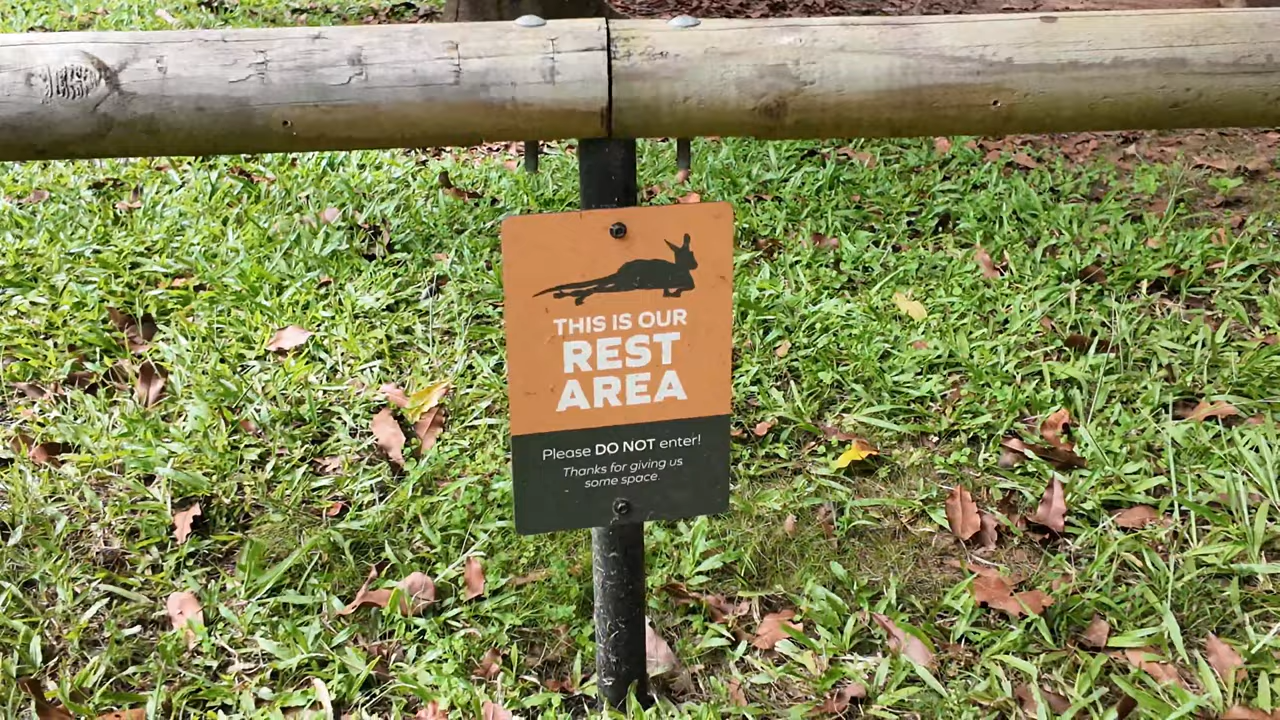 THIS IS OUR
REST
AREA
Please DO NOT enter!
Thanks for giving us
some space.